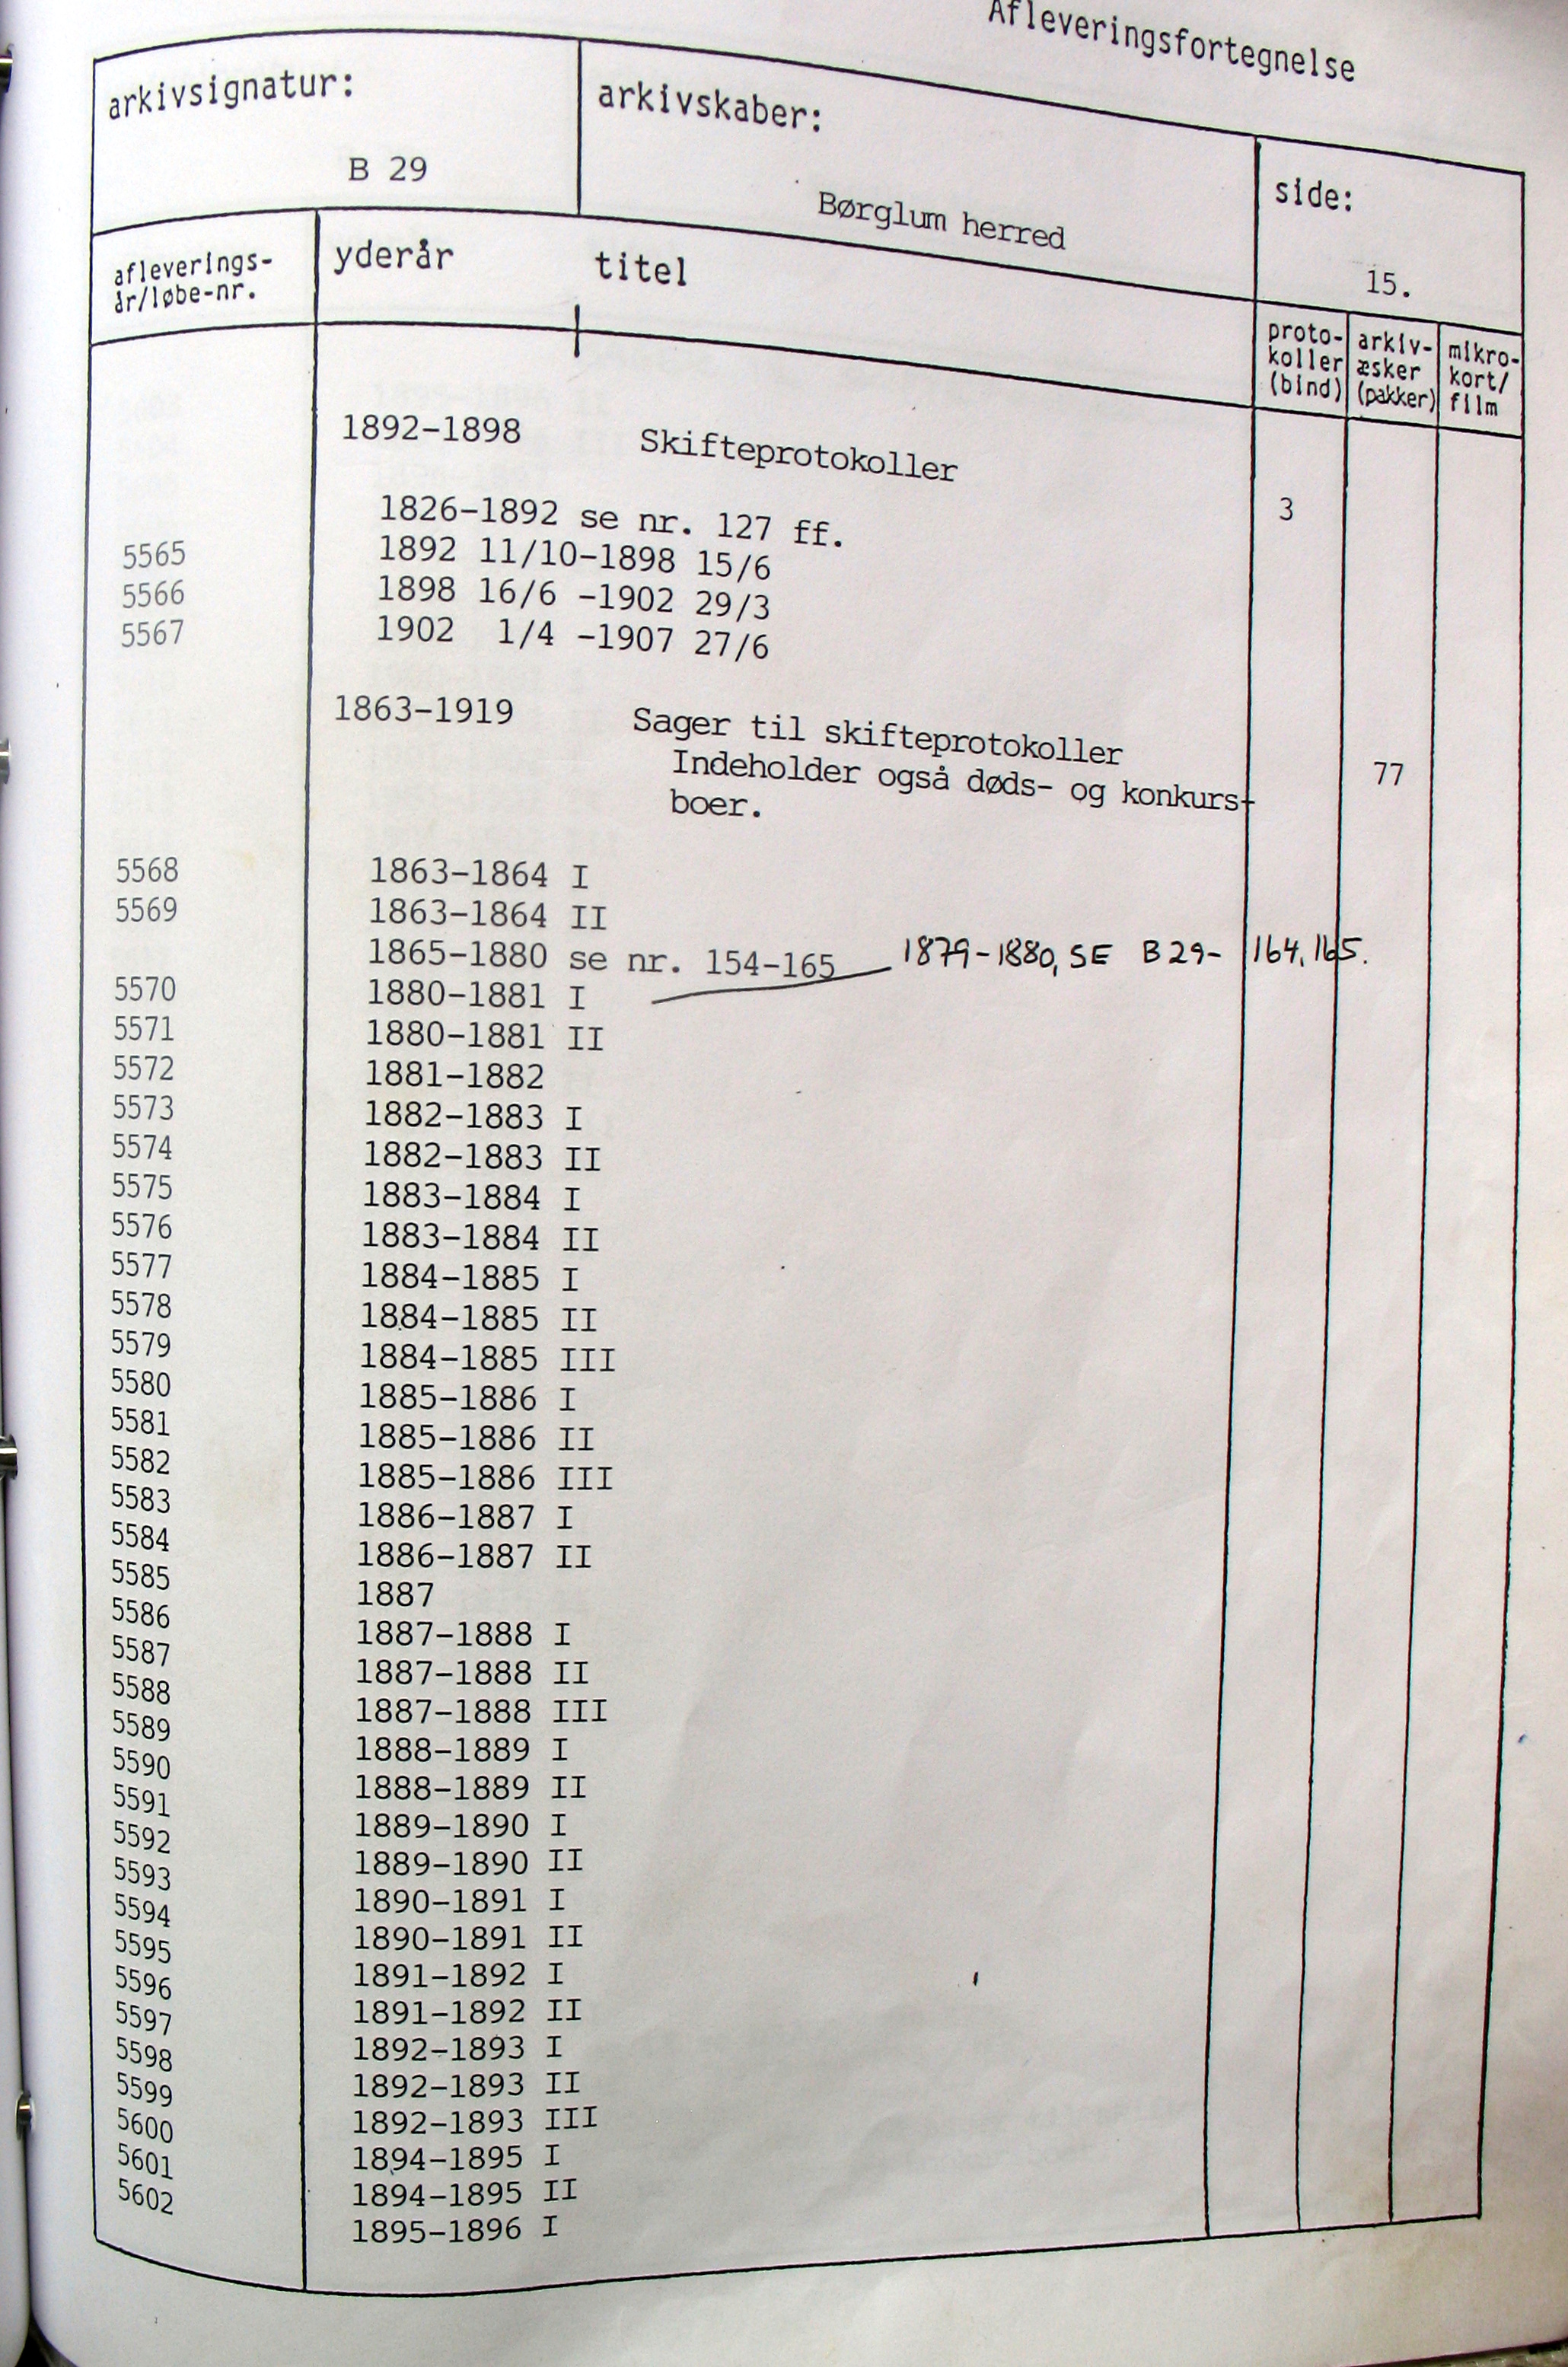 Afleveringsfortegnelse
arkivsignatur: arkivskaber: side:
B 29 Børglum herred 15.
afleverings-
år/løbe-nr. yderår titel
proto- koller (bind) arkiv- æsker (pakker) mikro- kort/ film
1892-1898 Skifteprotokoller
1826-1892 se nr. 127 ff. 3
5565 1892 11/10-1898 15/6
5566 1898 16/6 -1902 29/3
5567 1902 1/4 -1907 27/6
1863-1919 Sager til skifteprotokoller
Indeholder også døds- og konkurs- 77
boer.
5568 1863-1864 I
5569 1863-1864 II
1865-1880 se nr. 154-165 1879-1880, SE B29- 164, 165.
5570 1880-1881 I
5571 1880-1881 II
5572 1881-1882
5573 1882-1883 I
5574 1882-1883 II
5575 1883-1884 I
5576 1883-1884 II
5577 1884-1885 I
5578 1884-1885 II
5579 1884-1885 III
5580 1885-1886 I
5581 1885-1886 II
5582 1885-1886 III
5583 1886-1887 I
5584 1886-1887 II
5585 1887
5586 1887-1888 I
5587 1887-1888 II
5588 1887-1888 III
5589 1888-1889 I
5590 1888-1889 II
5591 1889-1890 I
5592 1889-1890 II
5593 1890-1891 I
5594 1890-1891 II
5595 1891-1892 I
5596 1891-1892 II
5597 1892-1893 I
5598 1892-1893 II
5599 1892-1893 III
5600 1894-1895 I
5601 1894-1895 II
5602 1895-1896 I